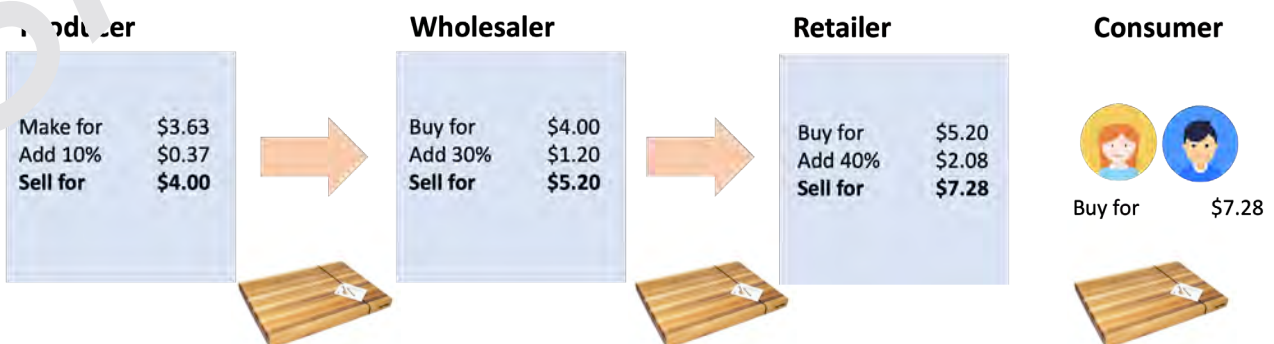 Producer
Make for $3.63
Add 10% $0.37
Sell for $4.00
Wholesaler
Buy for $4.00
Add 30% $1.20
Sell for $5.20
Retailer
Buy for $5.20
Add 40% $2.08
Sell for $7.28
Consumer
Buy for $7.28